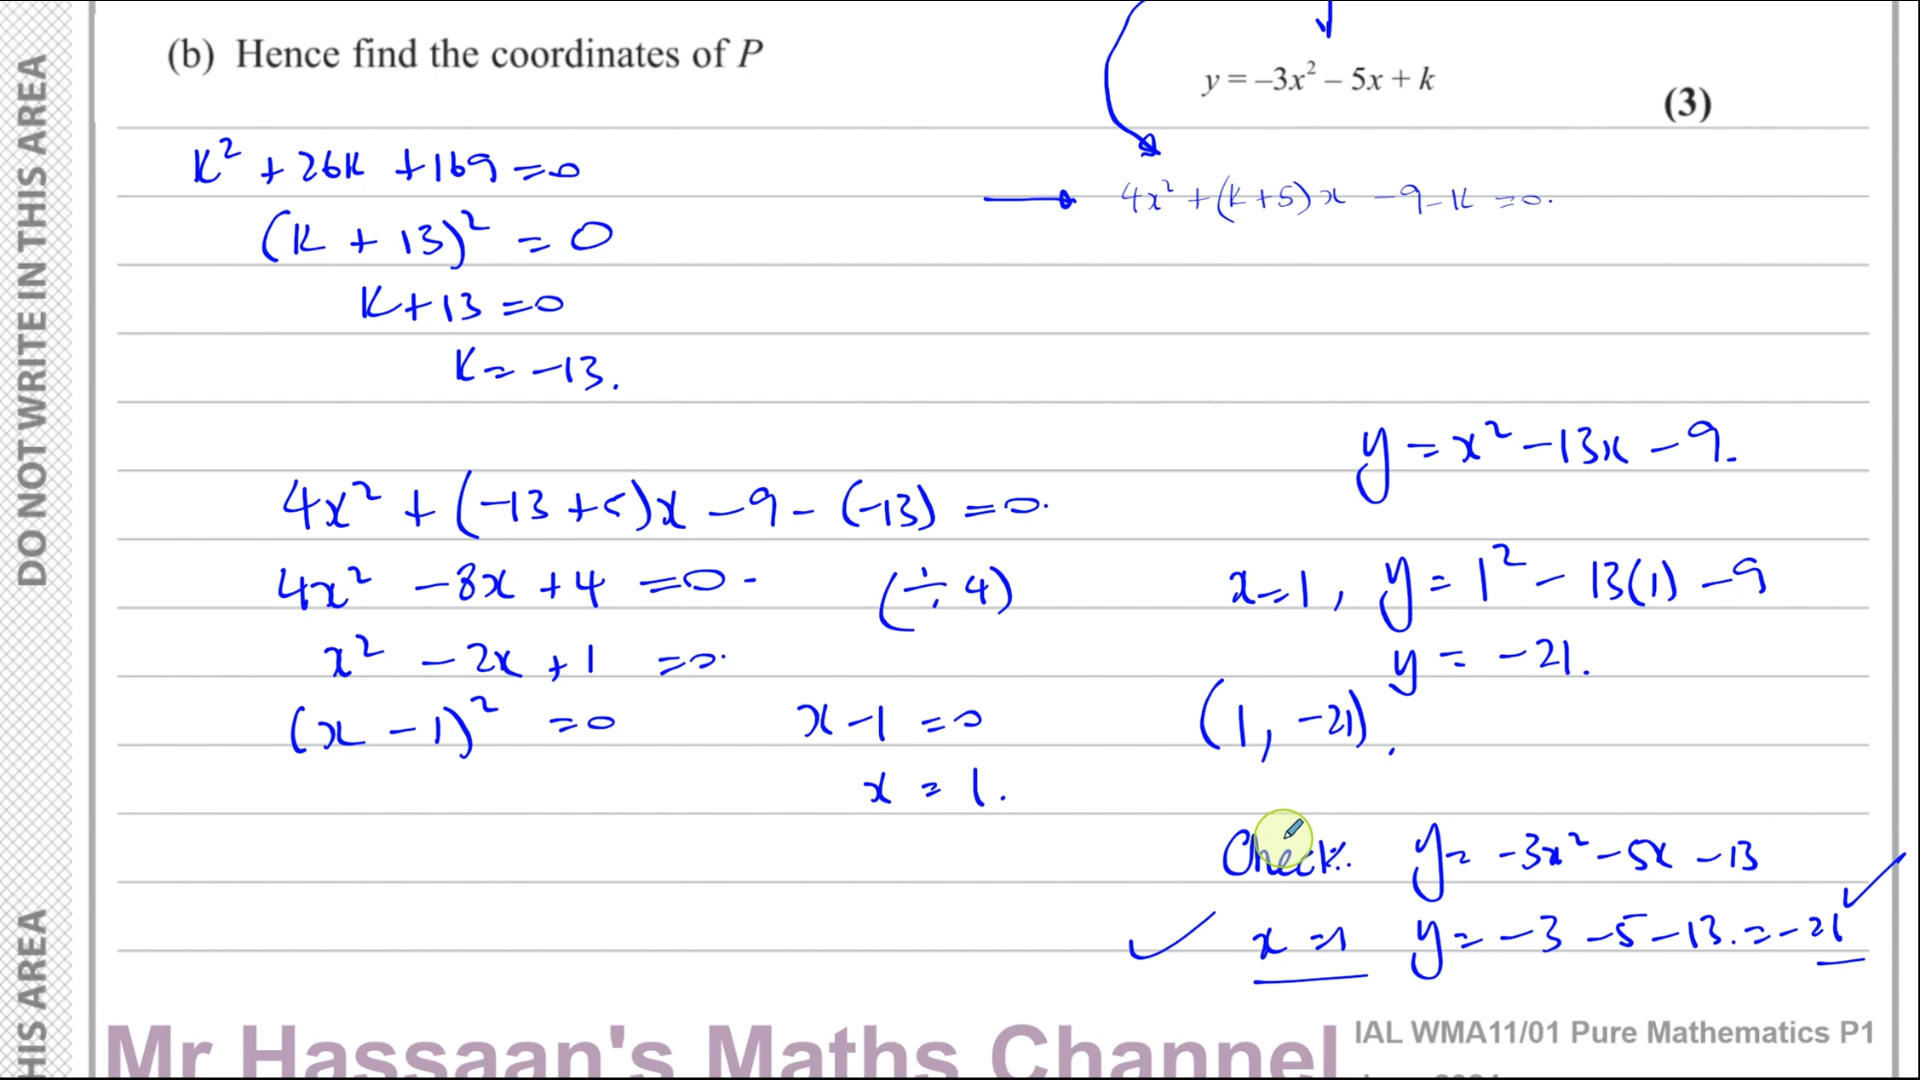 (b) Hence find the coordinates of P
y = –3x² – 5x + k
(3)
k² + 26k + 169 = 0
4x² + (k+5)x - 9 - k = 0.
(k + 13)² = 0
k + 13 = 0
k = -13.
y = x² - 13x - 9.
4x² + (-13 + 5)x - 9 - (-13) = 0.
4x² - 8x + 4 = 0 (÷ 4)
x = 1, y = 1² - 13(1) - 9
x² - 2x + 1 = 0.
y = -21.
(x - 1)² = 0 x - 1 = 0
(1, -21).
x = 1.
Check: y = -3x² - 5x - 13
x = 1 y = -3 - 5 - 13. = -21
DO NOT WRITE IN THIS AREA
HIS AREA
Mr Hassaan's Maths Channel
IAL WMA11/01 Pure Mathematics P1